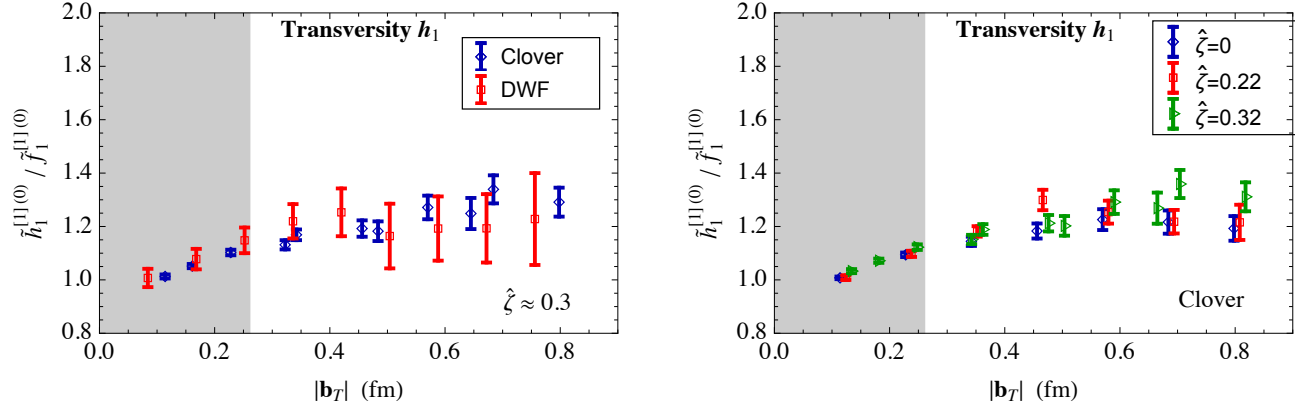 Transversity h₁
Clover
DWF
2.0
1.8
1.6
1.4
1.2
1.0
0.8
h̃₁^[1](0) / f̃₁^[1](0)
ζ̂ ≈ 0.3
0.0 0.2 0.4 0.6 0.8
|b_T| (fm)
Transversity h₁
ζ̂=0
ζ̂=0.22
ζ̂=0.32
2.0
1.8
1.6
1.4
1.2
1.0
0.8
h̃₁^[1](0) / f̃₁^[1](0)
Clover
0.0 0.2 0.4 0.6 0.8
|b_T| (fm)